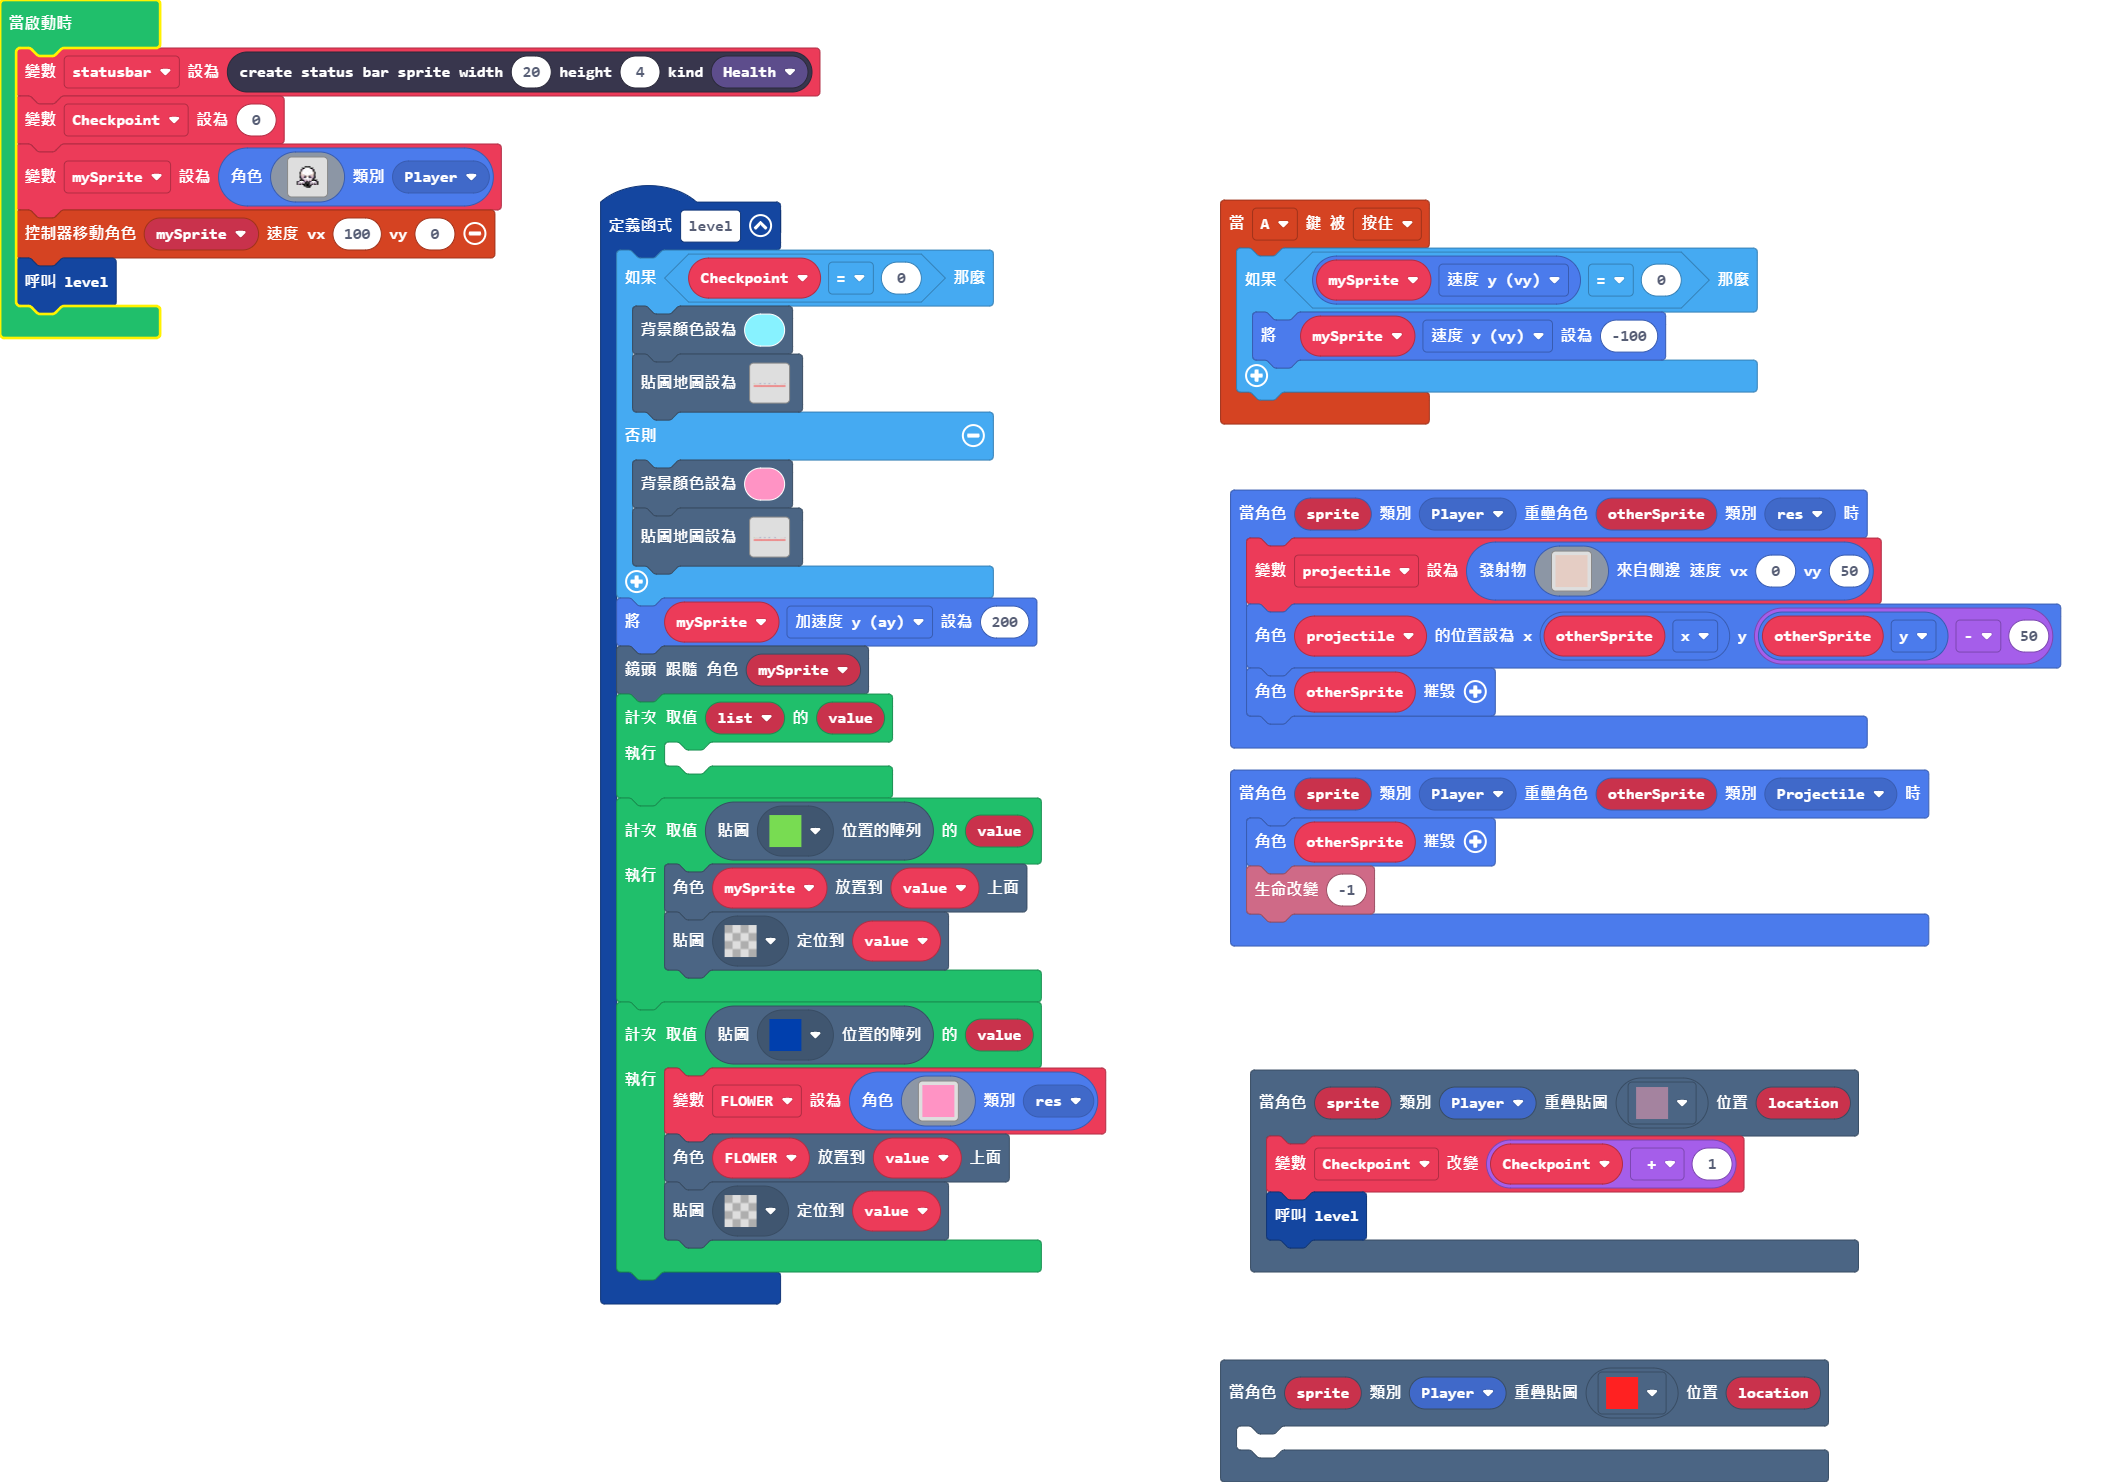 當啟動時
變數 statusbar 設為 create status bar sprite width 20 height 4 kind Health
變數 Checkpoint 設為 0
變數 mySprite 設為 角色 類別 Player
控制器移動角色 mySprite 速度 vx 100 vy 0
呼叫 level
定義函式 level
如果 Checkpoint = 0 那麼
背景顏色設為
貼圖地圖設為
否則
背景顏色設為
貼圖地圖設為
將 mySprite 加速度 y (ay) 設為 200
鏡頭 跟隨 角色 mySprite
計次 取值 list 的 value
執行
計次 取值 貼圖 位置的陣列 的 value
執行 角色 mySprite 放置到 value 上面
貼圖 定位到 value
計次 取值 貼圖 位置的陣列 的 value
執行 變數 FLOWER 設為 角色 類別 res
角色 FLOWER 放置到 value 上面
貼圖 定位到 value
當 A 鍵 被 按住
如果 mySprite 速度 y (vy) = 0 那麼
將 mySprite 速度 y (vy) 設為 -100
當角色 sprite 類別 Player 重疊角色 otherSprite 類別 res 時
變數 projectile 設為 發射物 來自側邊 速度 vx 0 vy 50
角色 projectile 的位置設為 x otherSprite x y otherSprite y - 50
角色 otherSprite 摧毀
當角色 sprite 類別 Player 重疊角色 otherSprite 類別 Projectile 時
角色 otherSprite 摧毀
生命改變 -1
當角色 sprite 類別 Player 重疊貼圖 位置 location
變數 Checkpoint 改變 Checkpoint + 1
呼叫 level
當角色 sprite 類別 Player 重疊貼圖 位置 location